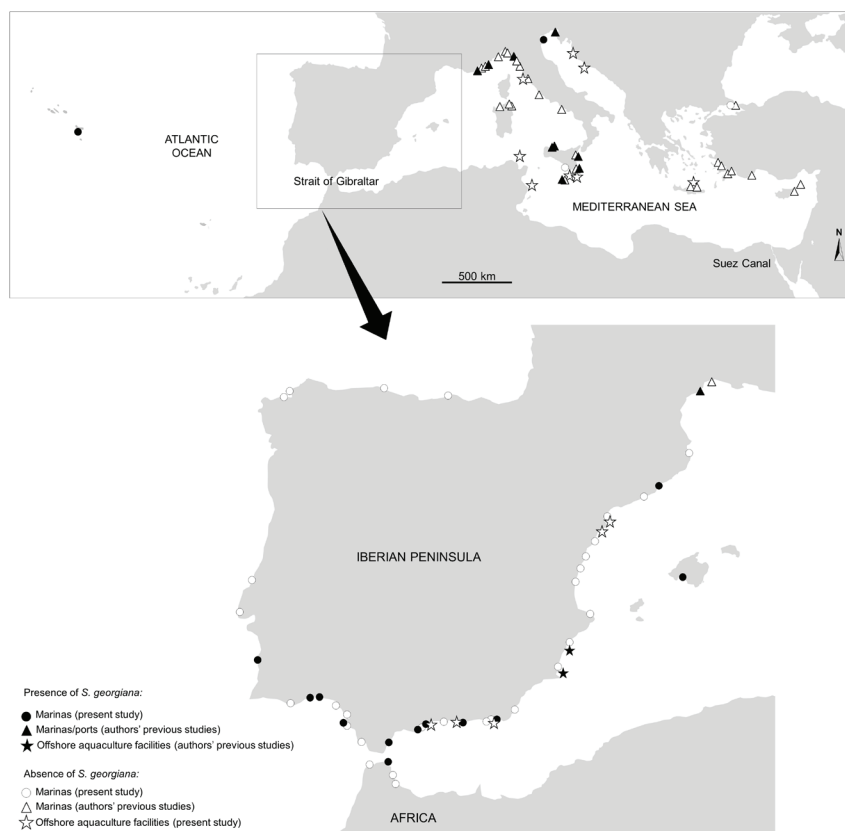 ATLANTIC
OCEAN
Strait of Gibraltar
MEDITERRANEAN SEA
N
Suez Canal
500 km
IBERIAN PENINSULA
Presence of S. georgiana:
Marinas (present study)
Marinas/ports (authors' previous studies)
Offshore aquaculture facilities (authors' previous studies)
Absence of S. georgiana:
Marinas (present study)
Marinas (authors' previous studies)
Offshore aquaculture facilities (present study)
AFRICA